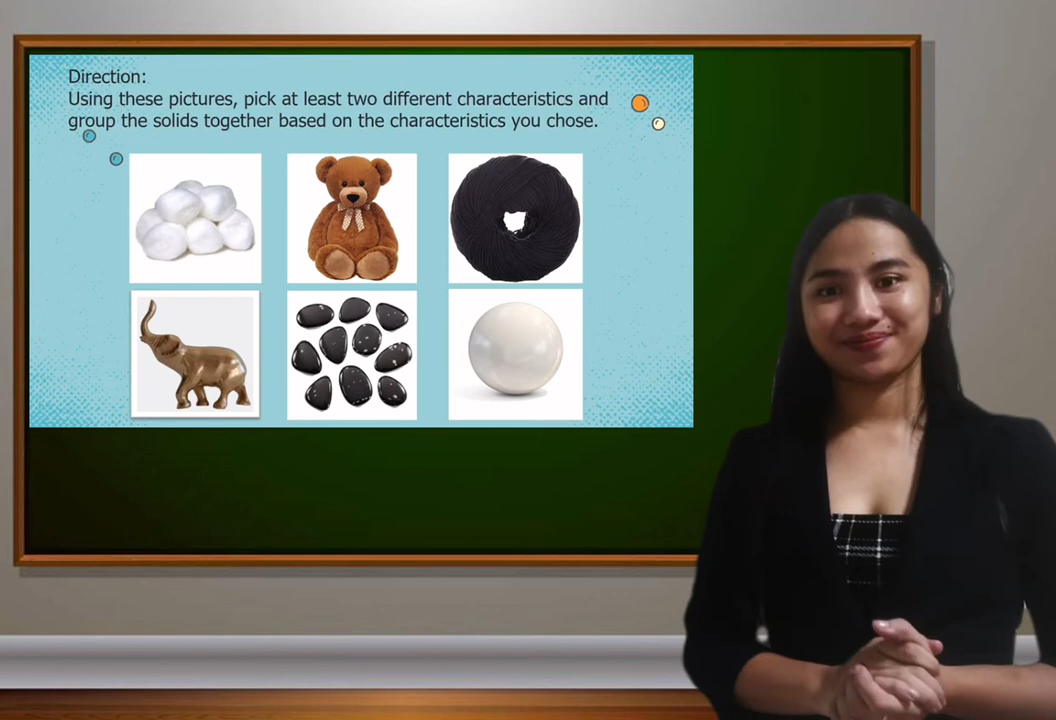 Direction:
Using these pictures, pick at least two different characteristics and
group the solids together based on the characteristics you chose.